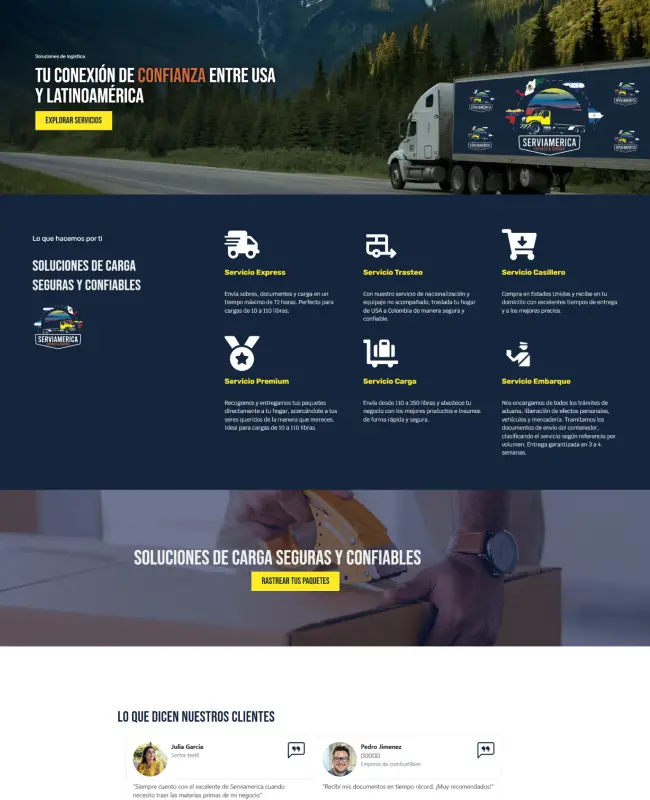 Soluciones de logística
TU CONEXIÓN DE CONFIANZA ENTRE USA
Y LATINOAMÉRICA
EXPLORAR SERVICIOS
SERVIAMERICA
Lo que hacemos por ti
SOLUCIONES DE CARGA
SEGURAS Y CONFIABLES
SERVIAMERICA
Servicio Express
Envía sobres, documentos y carga en un
tiempo máximo de 72 horas. Perfecto para
cargas de 10 a 110 libras.
Servicio Trasteo
Con nuestro servicio de nacionalización y
equipaje no acompañado, traslada tu hogar
de USA a Colombia de manera segura y
confiable.
Servicio Casillero
Compra en Estados Unidos y recibe en tu
domicilio con excelentes tiempos de entrega
y a los mejores precios.
Servicio Premium
Recogemos y entregamos tus paquetes
directamente a tu hogar, acercándote a tus
seres queridos de la manera que mereces.
Ideal para cargas de 50 a 110 libras.
Servicio Carga
Envía desde 110 a 350 libras y abastece tu
negocio con los mejores productos e insumos
de forma rápida y segura.
Servicio Embarque
Nos encargamos de todos los trámites de
aduana, liberación de efectos personales,
vehículos y mercadería. Tramitamos los
documentos de envío del contenedor,
clasificando el servicio según referencia por
volumen. Entrega garantizada en 3 a 4
semanas.
SOLUCIONES DE CARGA SEGURAS Y CONFIABLES
RASTREAR TUS PAQUETES
LO QUE DICEN NUESTROS CLIENTES
Julia García
Sector textil
"Siempre cuento con el excelente de Serviamerica cuando
necesito traer las materias primas de mi negocio"
Pedro Jimenez
Empresa de combustibles
"Recibí mis documentos en tiempo récord. ¡Muy recomendados!"